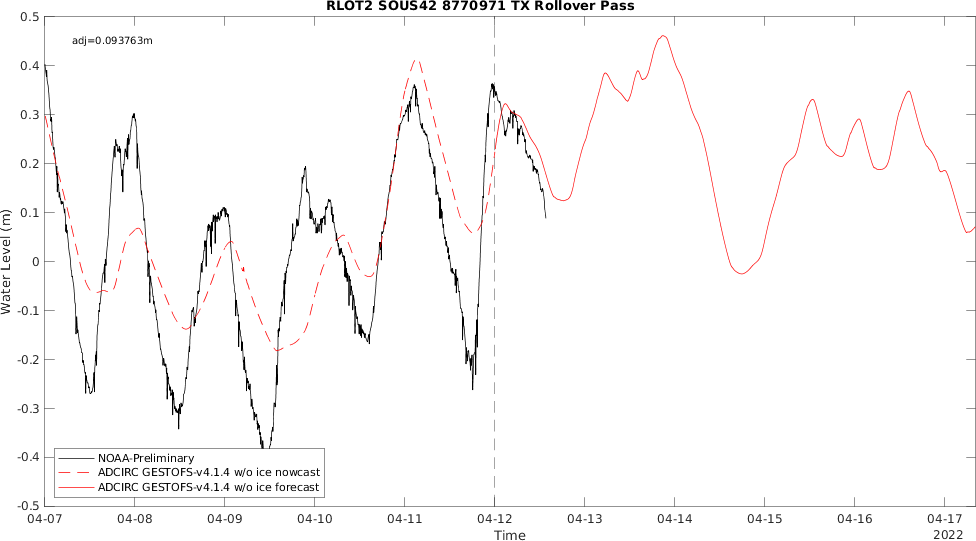 RLOT2 SOUS42 8770971 TX Rollover Pass
adj=0.093763m
0.5
0.4
0.3
0.2
0.1
0
-0.1
-0.2
-0.3
-0.4
-0.5
Water Level (m)
NOAA-Preliminary
ADCIRC GESTOFS-v4.1.4 w/o ice nowcast
ADCIRC GESTOFS-v4.1.4 w/o ice forecast
04-07 04-08 04-09 04-10 04-11 04-12 04-13 04-14 04-15 04-16 04-17
Time
2022